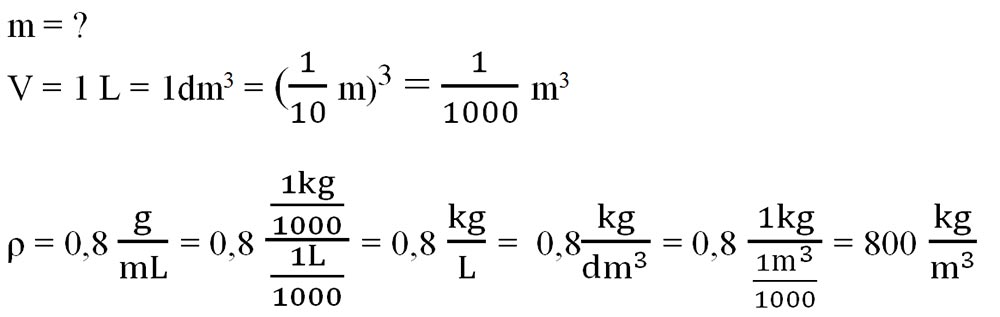 m = ?
V = 1 L = 1dm³ = (1/10 m)³ = 1/1000 m³
ρ = 0,8 g/mL = 0,8 (1kg/1000)/(1L/1000) = 0,8 kg/L = 0,8 kg/dm³ = 0,8 1kg/(1m³/1000) = 800 kg/m³